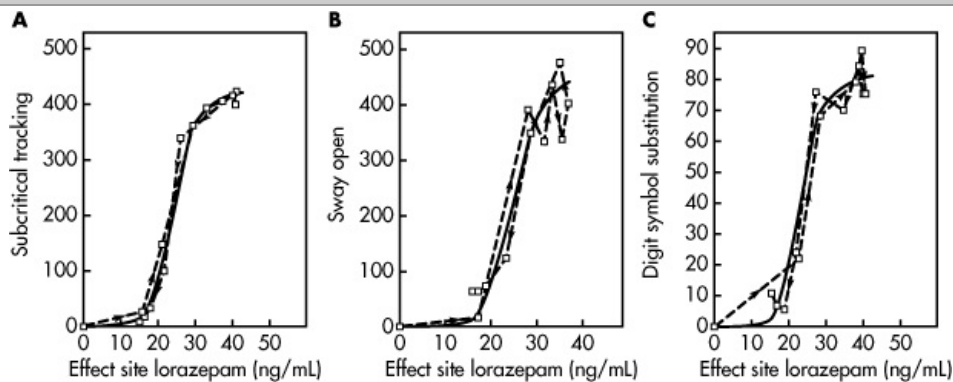 A
Subcritical tracking
500
400
300
200
100
0
0 10 20 30 40 50
Effect site lorazepam (ng/mL)
B
Sway open
500
400
300
200
100
0
0 20 30 40
Effect site lorazepam (ng/mL)
C
Digit symbol substitution
90
80
70
60
50
40
30
20
10
0
0 10 20 30 40 50
Effect site lorazepam (ng/mL)